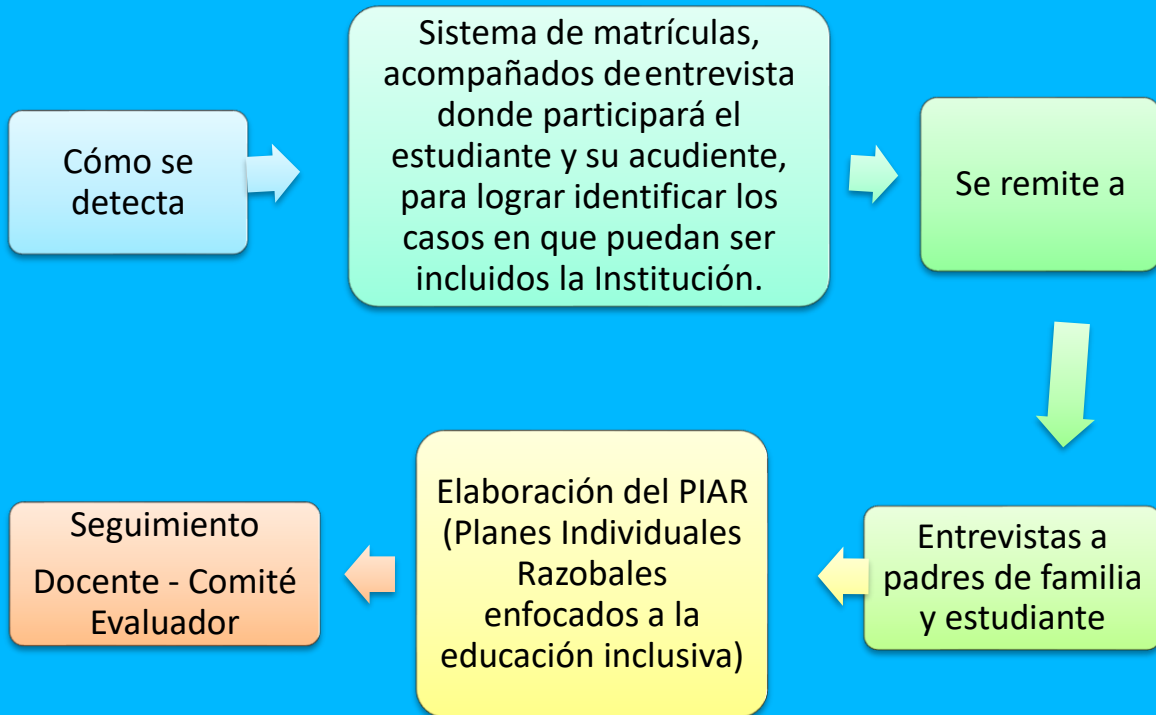 Cómo se
detecta
Sistema de matrículas,
acompañados de entrevista
donde participará el
estudiante y su acudiente,
para lograr identificar los
casos en que puedan ser
incluidos la Institución.
Se remite a
Entrevistas a
padres de familia
y estudiante
Elaboración del PIAR
(Planes Individuales
Razobales
enfocados a la
educación inclusiva)
Seguimiento
Docente - Comité
Evaluador